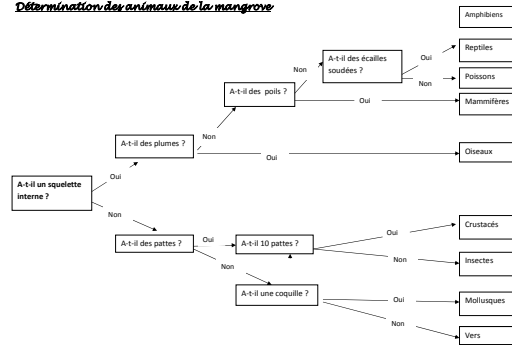 Détermination des animaux de la mangrove
Amphibiens
A-t-il des écailles
soudées ?
Oui
Reptiles
Non
Non
Poissons
A-t-il des poils ?
Oui
Mammifères
Non
A-t-il des plumes ?
Oui
Oiseaux
Oui
A-t-il un squelette
interne ?
Non
A-t-il des pattes ?
Oui
A-t-il 10 pattes ?
Oui
Crustacés
Non
Insectes
Non
A-t-il une coquille ?
Oui
Mollusques
Non
Vers